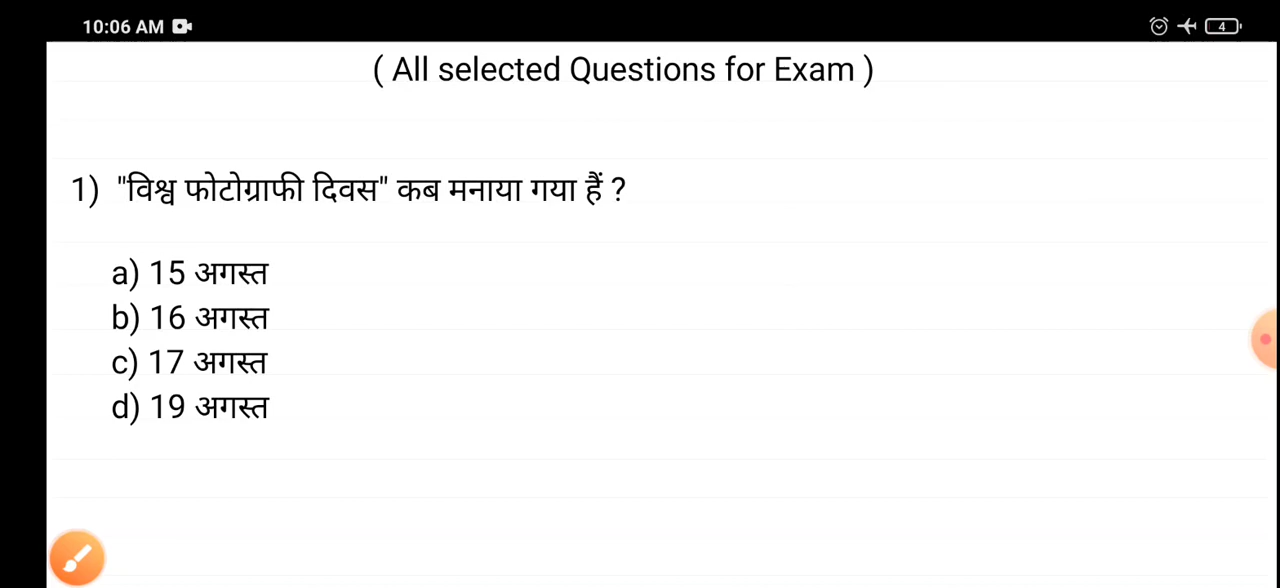 10:06 AM 4
( All selected Questions for Exam )
1) "विश्व फोटोग्राफी दिवस" कब मनाया गया हैं ?
a) 15 अगस्त
b) 16 अगस्त
c) 17 अगस्त
d) 19 अगस्त